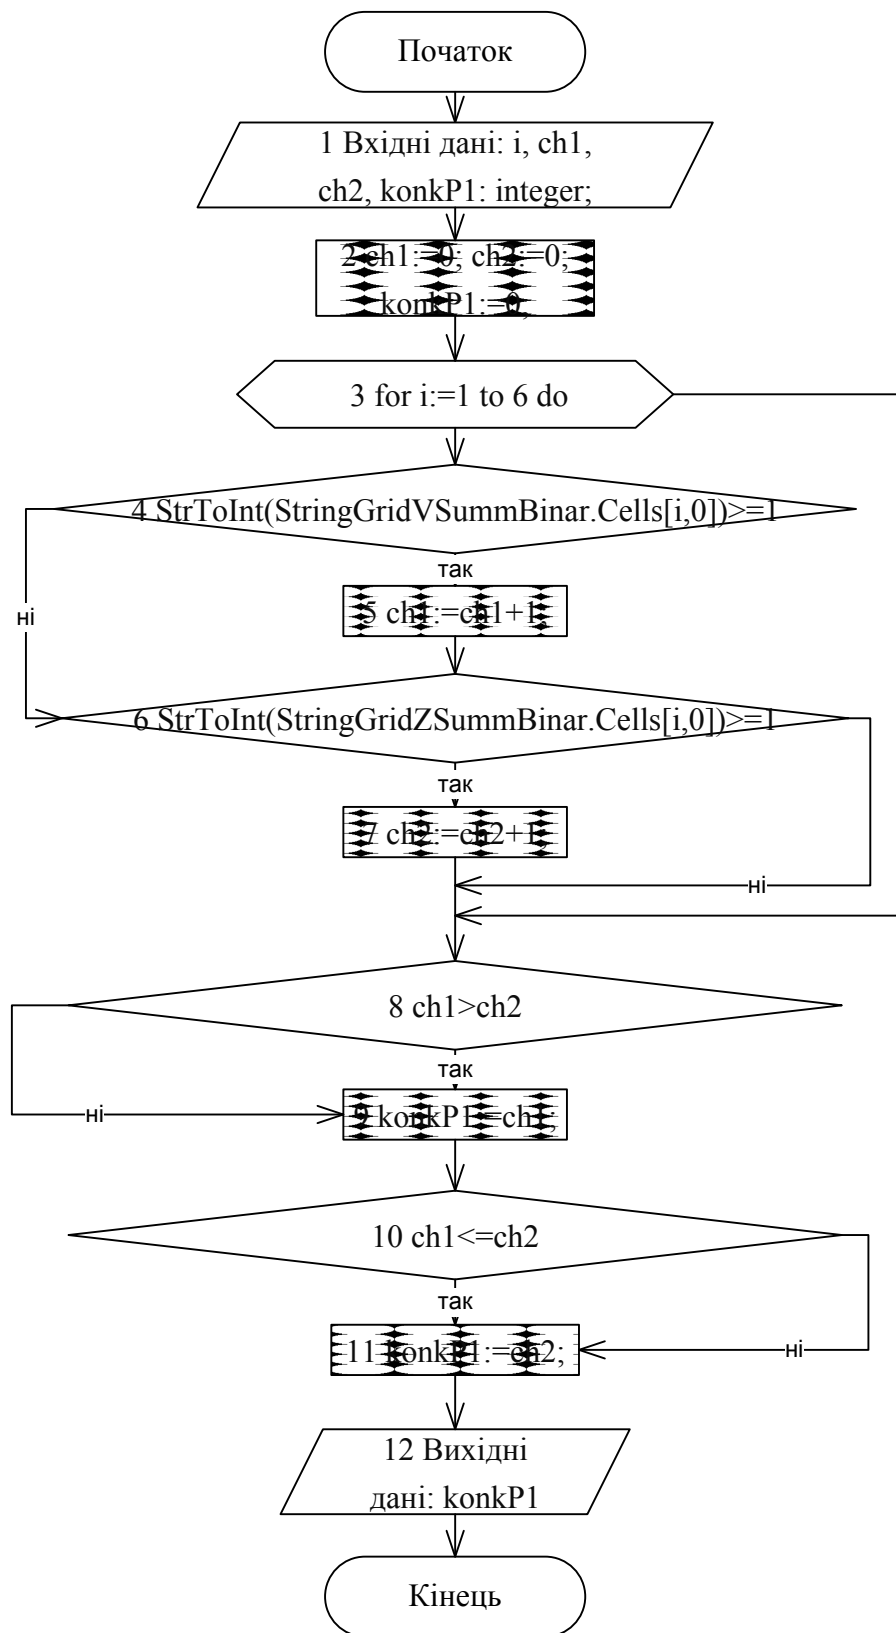 Початок
1 Вхідні дані: i, ch1,
ch2, konkP1: integer;
2 ch1:=0; ch2:=0;
konkP1:=0;
3 for i:=1 to 6 do
4 StrToInt(StringGridVSummBinar.Cells[i,0])>=1
так
ні
5 ch1:=ch1+1;
6 StrToInt(StringGridZSummBinar.Cells[i,0])>=1
так
7 ch2:=ch2+1;
ні
8 ch1>ch2
так
ні
9 konkP1:=ch1;
10 ch1<=ch2
так
11 konkP1:=ch2;
ні
12 Вихідні
дані: konkP1
Кінець